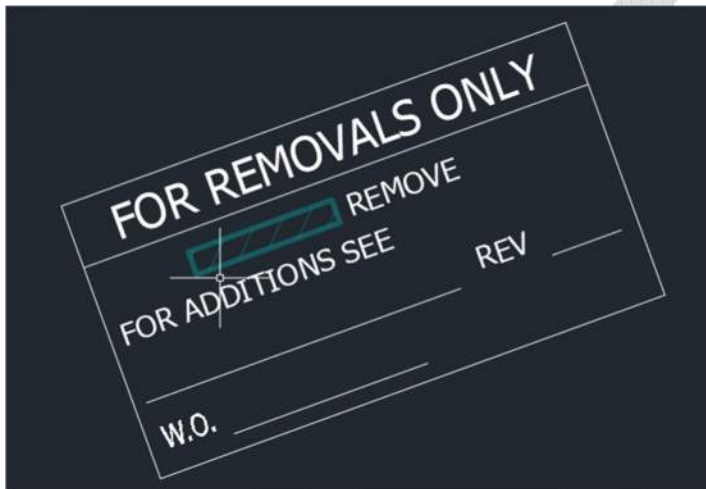 FOR REMOVALS ONLY
REMOVE
FOR ADDITIONS SEE
REV
W.O.